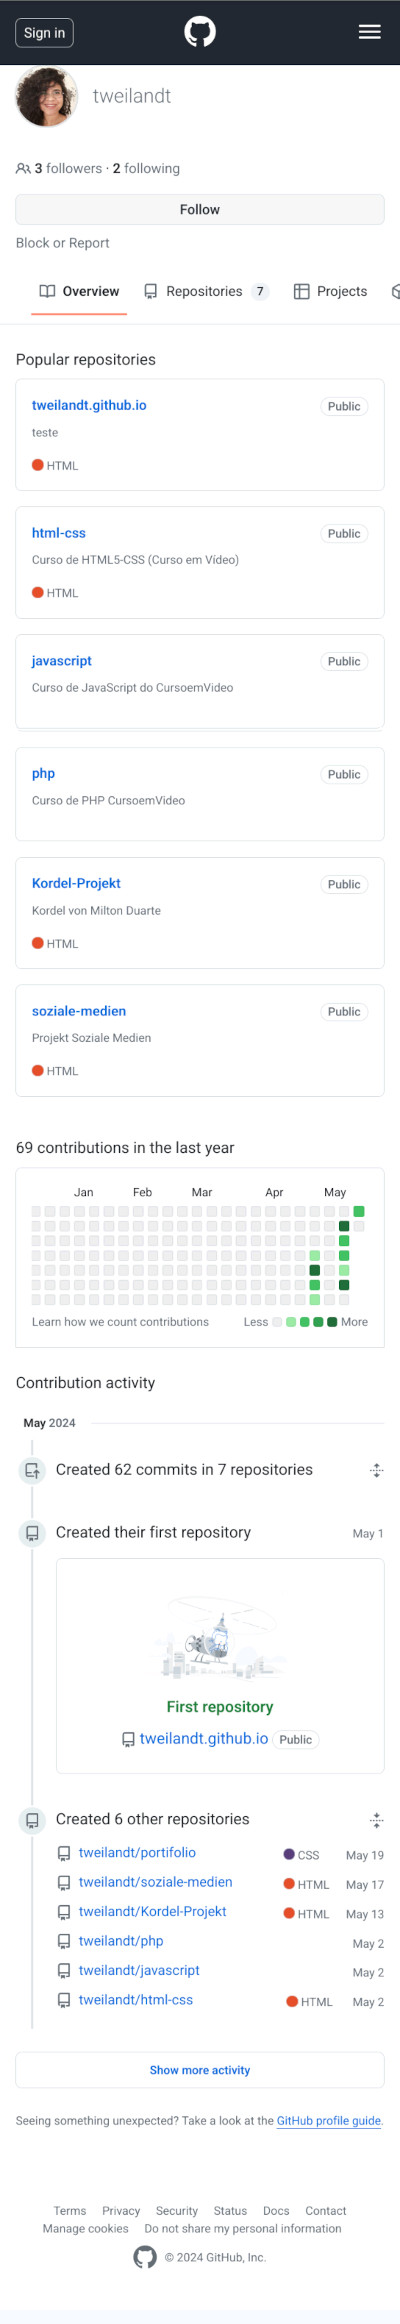 Sign in
tweilandt
3 followers · 2 following
Follow
Block or Report
Overview Repositories 7 Projects
Popular repositories
tweilandt.github.io Public
teste
HTML
html-css Public
Curso de HTML5-CSS (Curso em Vídeo)
HTML
javascript Public
Curso de JavaScript do CursoemVideo
php Public
Curso de PHP CursoemVideo
Kordel-Projekt Public
Kordel von Milton Duarte
HTML
soziale-medien Public
Projekt Soziale Medien
HTML
69 contributions in the last year
Jan Feb Mar Apr May
Learn how we count contributions Less More
Contribution activity
May 2024
Created 62 commits in 7 repositories
Created their first repository May 1
First repository
tweilandt.github.io Public
Created 6 other repositories
tweilandt/portifolio CSS May 19
tweilandt/soziale-medien HTML May 17
tweilandt/Kordel-Projekt HTML May 13
tweilandt/php May 2
tweilandt/javascript May 2
tweilandt/html-css HTML May 2
Show more activity
Seeing something unexpected? Take a look at the GitHub profile guide.
Terms Privacy Security Status Docs Contact
Manage cookies Do not share my personal information
© 2024 GitHub, Inc.